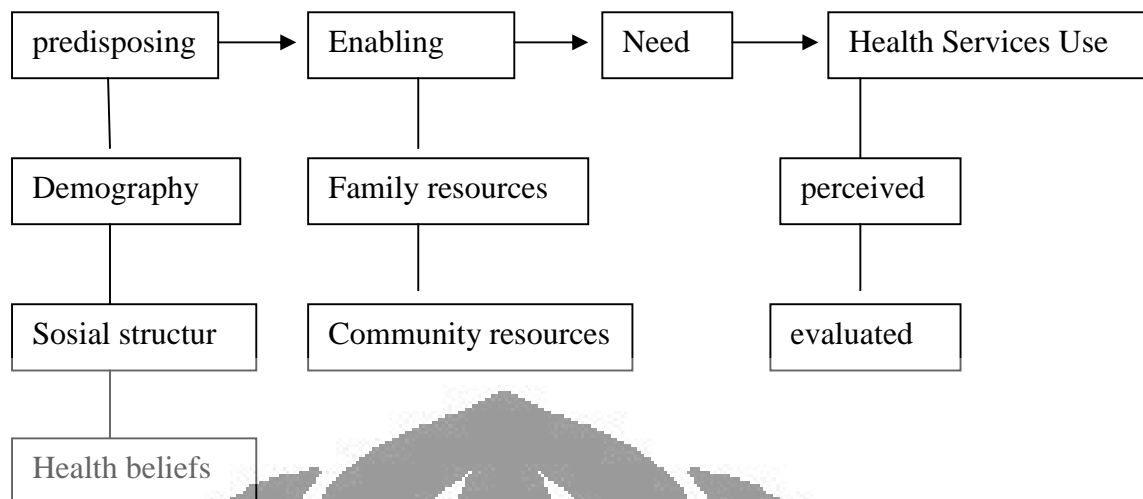 predisposing
Enabling
Need
Health Services Use
Demography
Family resources
perceived
Sosial structur
Community resources
evaluated
Health beliefs